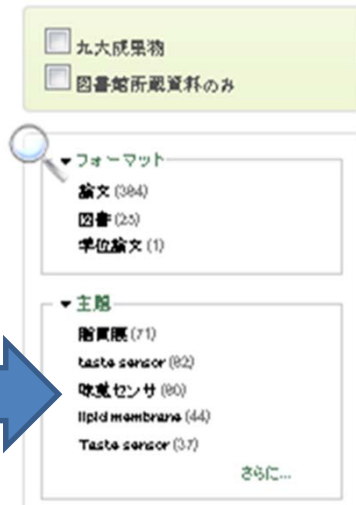 九大成果物
図書館所蔵資料のみ
▼フォーマット
論文 (384)
図書 (25)
学位論文 (1)
▼主題
脂質膜 (71)
taste sensor (62)
味覚センサ (60)
lipid membrane (44)
Taste sensor (37)
さらに...